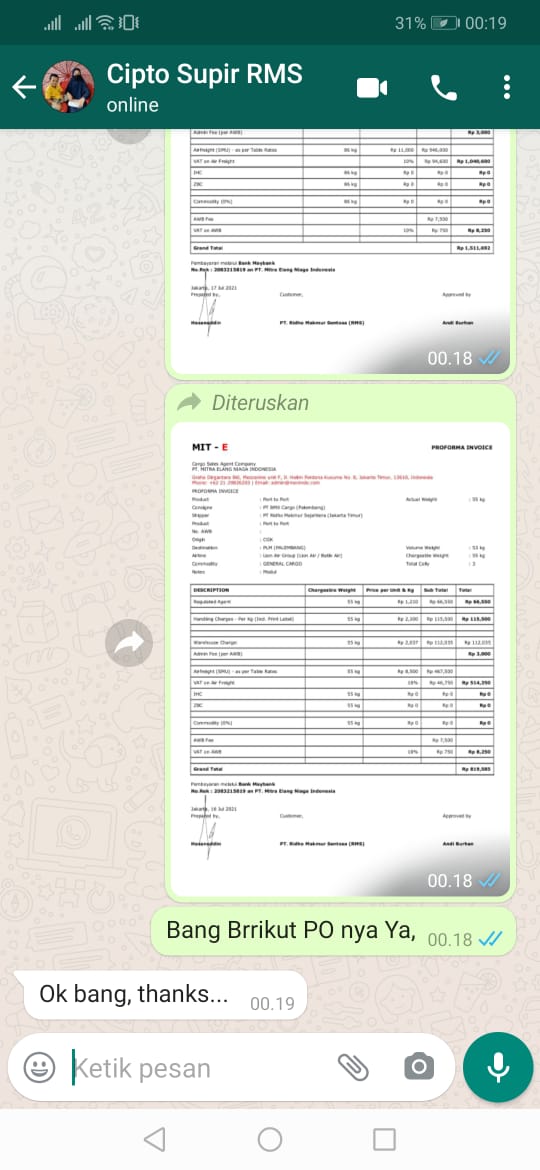 31% 00:19
Cipto Supir RMS
online
Admin Fee (per AWB) Rp 3,000
Airfreight (SMU) - as per Table Rates 86 kg Rp 11,000 Rp 946,000
VAT on Air Freight 10% Rp 94,600 Rp 1,040,600
JHC 86 kg Rp 0 Rp 0 Rp 0
ZBC 86 kg Rp 0 Rp 0 Rp 0
Commodity (0%) 86 kg Rp 0 Rp 0 Rp 0
AWB Fee Rp 7,500
VAT on AWB 10% Rp 750 Rp 8,250
Grand Total
Pembayaran melalui Bank Maybank
No.Rek : 2003215819 an PT. Mitra Elang Niaga Indonesia
Jakarta, 17 Jul 2021
Prepared by, Customer, Approved by
Hasanuddin PT. Ridho Makmur Sentosa (RMS) Andi Burhan
00.18
Diteruskan
MIT - E PROFORMA INVOICE
Cargo Sales Agent Company
PT. MITRA ELANG NIAGA INDONESIA
PROFORMA INVOICE
Product : Port to Port Actual Weight : 55 kg
Consigne : PT RMS Cargo (Palembang)
Shipper : PT Ridho Makmur Sejahtera (Jakarta Timur)
Product : Port to Port
No. AWB :
Origin : CGK
Destination : PLM (PALEMBANG) Volume Weight : 53 kg
Airline : Lion Air Group (Lion Air / Batik Air) Chargeable Weight : 55 kg
Commodity : GENERAL CARGO Total Colly : 3
Notes :
DESCRIPTION Chargeable Weight Price per Unit & Kg Sub Total Total
Regulated Agent 55 kg Rp 1,210 Rp 66,550 Rp 66,550
Handling Charges - Per Kg (Incl. Print Label) 55 kg Rp 2,100 Rp 115,500 Rp 115,500
Warehouse Charge 55 kg Rp 2,037 Rp 112,035 Rp 112,035
Admin Fee (per AWB) Rp 3,000
Airfreight (SMU) - as per Table Rates 55 kg Rp 8,500 Rp 467,500
VAT on Air Freight 10% Rp 46,750 Rp 514,250
JHC 55 kg Rp 0 Rp 0 Rp 0
ZBC 55 kg Rp 0 Rp 0 Rp 0
Commodity (0%) 55 kg Rp 0 Rp 0 Rp 0
AWB Fee Rp 7,500
VAT on AWB 10% Rp 750 Rp 8,250
Grand Total Rp 819,585
Pembayaran melalui Bank Maybank
No.Rek : 2003215819 an PT. Mitra Elang Niaga Indonesia
Jakarta, 16 Jul 2021
Prepared by, Customer, Approved by
Hasanuddin PT. Ridho Makmur Sentosa (RMS) Andi Burhan
00.18
Bang Brrikut PO nya Ya, 00.18
Ok bang, thanks... 00.19
Ketik pesan